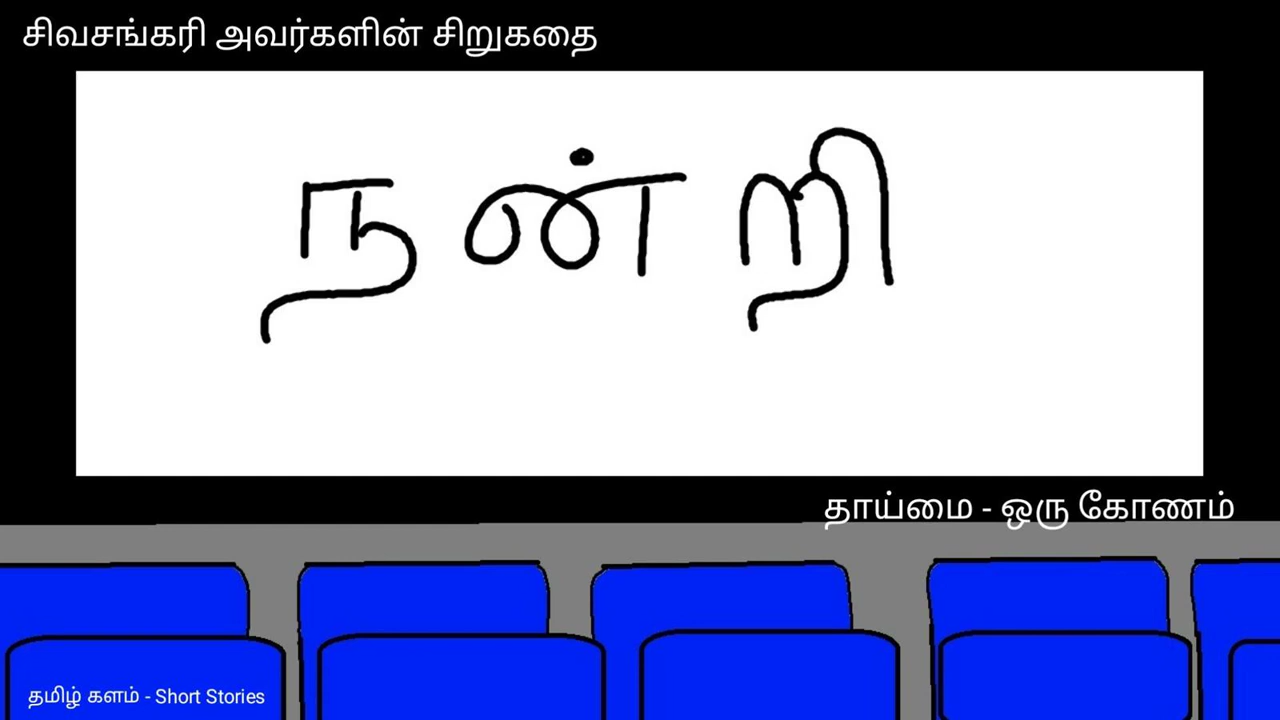 சிவசங்கரி அவர்களின் சிறுகதை
நன்றி
தாய்மை - ஒரு கோணம்
தமிழ் களம் - Short Stories